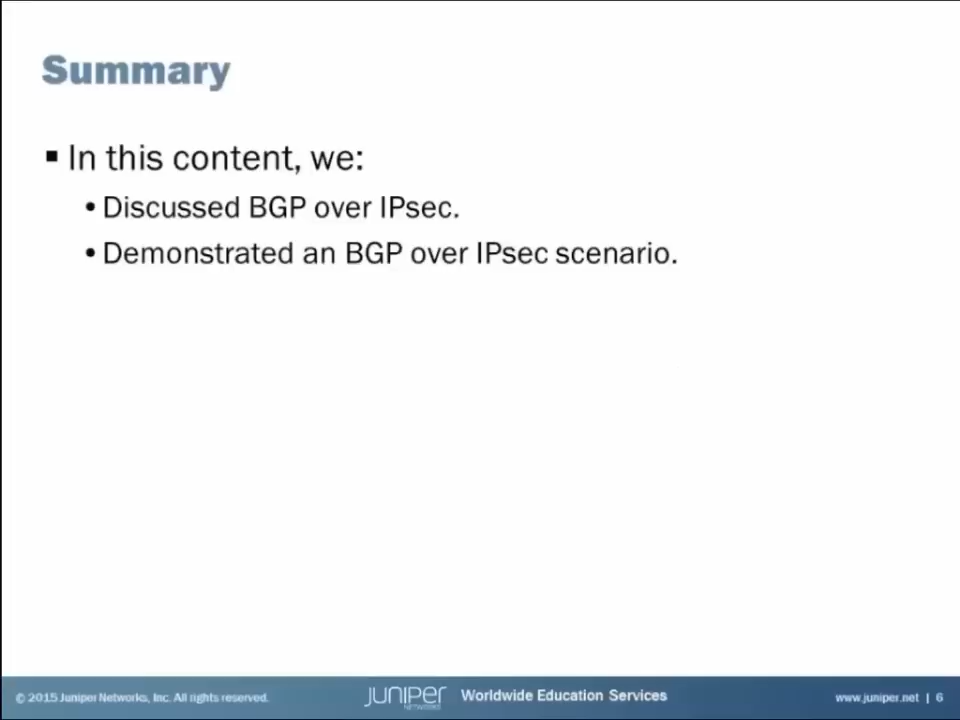 Summary
▪ In this content, we:
• Discussed BGP over IPsec.
• Demonstrated an BGP over IPsec scenario.
© 2015 Juniper Networks, Inc. All rights reserved.
JUNIPER
NETWORKS
Worldwide Education Services
www.juniper.net | 6